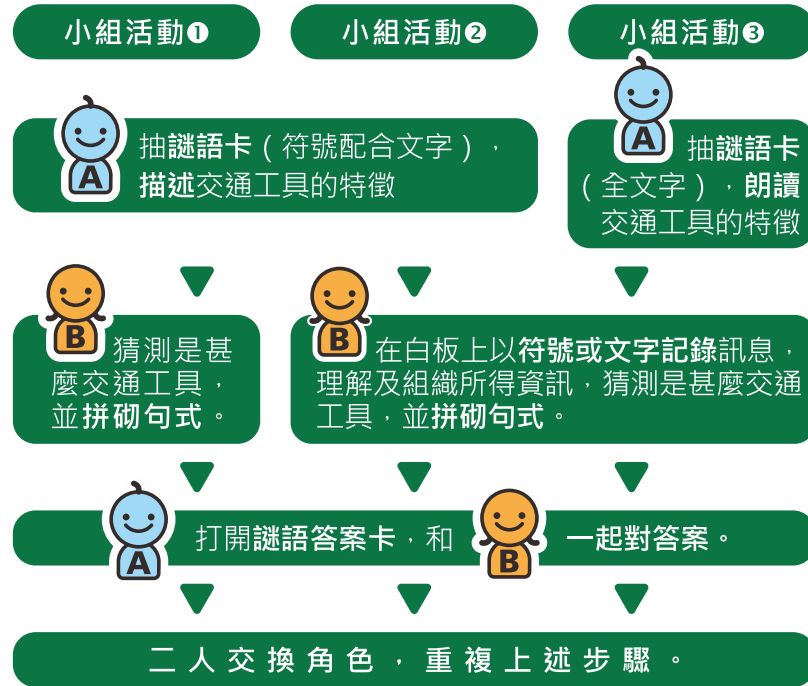 小組活動❶
小組活動❷
小組活動❸
A
抽謎語卡（符號配合文字），
描述交通工具的特徵
A
抽謎語卡
（全文字），朗讀
交通工具的特徵
B
猜測是甚
麼交通工具，
並拼砌句式。
B
在白板上以符號或文字記錄訊息，
理解及組織所得資訊，猜測是甚麼交通
工具，並拼砌句式。
A
打開謎語答案卡，和
B
一起對答案。
二人交換角色，重複上述步驟。